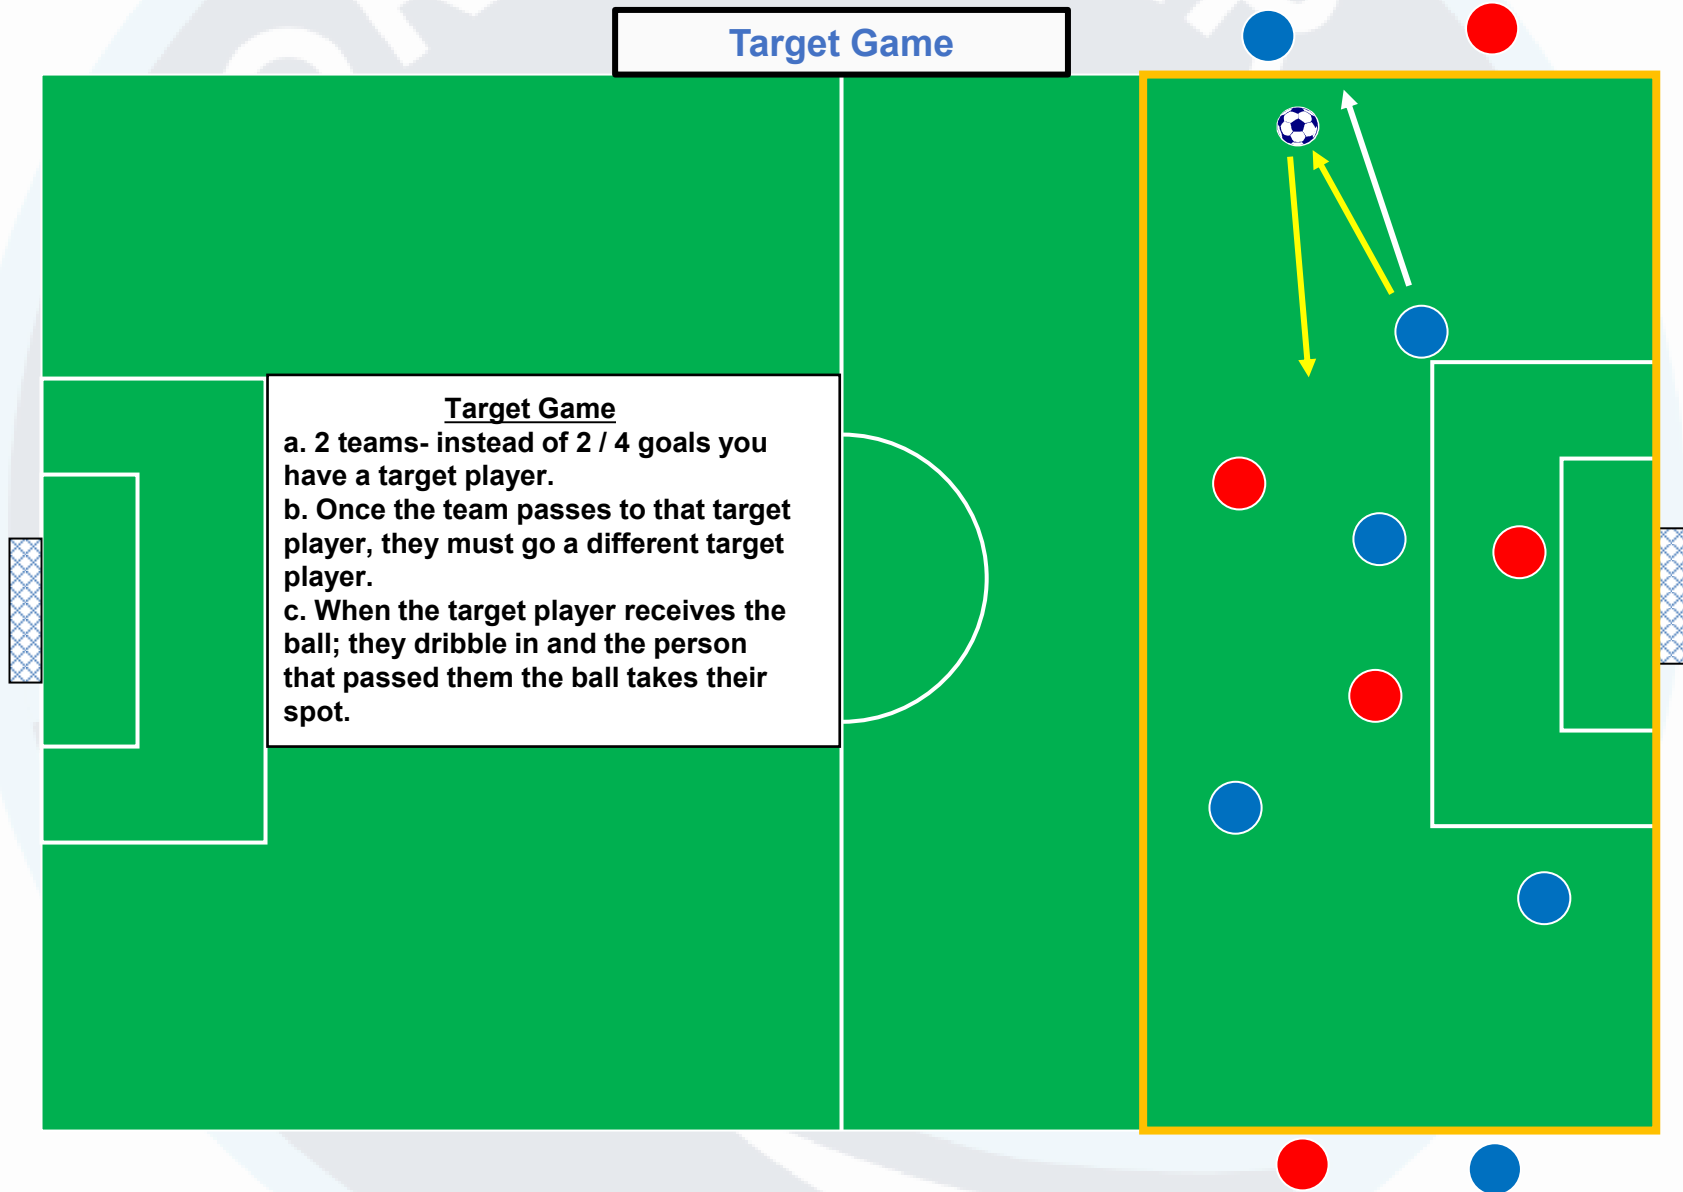 Target Game
Target Game
a. 2 teams- instead of 2 / 4 goals you
have a target player.
b. Once the team passes to that target
player, they must go a different target
player.
c. When the target player receives the
ball; they dribble in and the person
that passed them the ball takes their
spot.